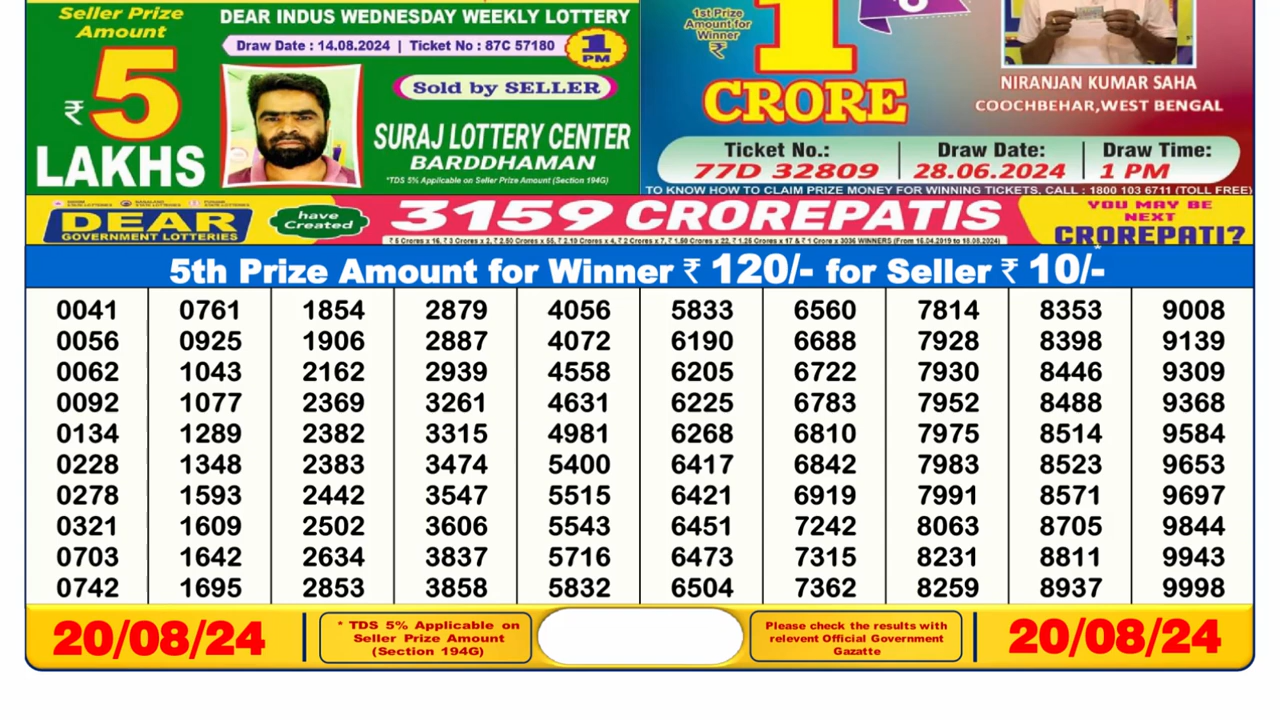 Seller Prize
Amount
₹ 5
LAKHS
DEAR INDUS WEDNESDAY WEEKLY LOTTERY
Draw Date : 14.08.2024 | Ticket No : 87C 57180
1
PM
Sold by SELLER
SURAJ LOTTERY CENTER
BARDDHAMAN
*TDS 5% Applicable on Seller Prize Amount (Section 194G)
1st Prize
Amount for
Winner
₹
1
CRORE
NIRANJAN KUMAR SAHA
COOCHBEHAR,WEST BENGAL
Ticket No.: Draw Date: Draw Time:
77D 32809 28.06.2024 1 PM
TO KNOW HOW TO CLAIM PRIZE MONEY FOR WINNING TICKETS, CALL : 1800 103 6711 (TOLL FREE)
DEAR
GOVERNMENT LOTTERIES
have
Created
3159 CROREPATIS
YOU MAY BE
NEXT
CROREPATI?
5th Prize Amount for Winner ₹ 120/- for Seller ₹ 10/-*
0041 0761 1854 2879 4056 5833 6560 7814 8353 9008
0056 0925 1906 2887 4072 6190 6688 7928 8398 9139
0062 1043 2162 2939 4558 6205 6722 7930 8446 9309
0092 1077 2369 3261 4631 6225 6783 7952 8488 9368
0134 1289 2382 3315 4981 6268 6810 7975 8514 9584
0228 1348 2383 3474 5400 6417 6842 7983 8523 9653
0278 1593 2442 3547 5515 6421 6919 7991 8571 9697
0321 1609 2502 3606 5543 6451 7242 8063 8705 9844
0703 1642 2634 3837 5716 6473 7315 8231 8811 9943
0742 1695 2853 3858 5832 6504 7362 8259 8937 9998
20/08/24
* TDS 5% Applicable on
Seller Prize Amount
(Section 194G)
Please check the results with
relevent Official Government
Gazatte
20/08/24